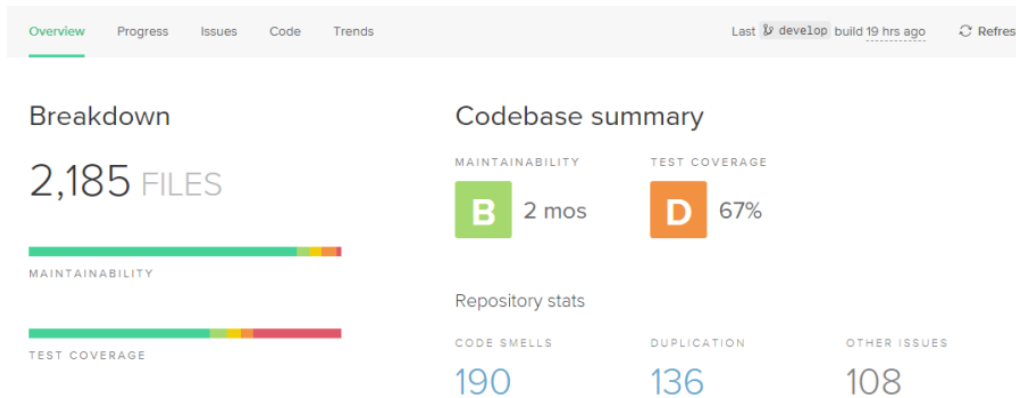 Overview Progress Issues Code Trends Last develop build 19 hrs ago Refres
Breakdown
2,185 FILES
MAINTAINABILITY
TEST COVERAGE
Codebase summary
MAINTAINABILITY TEST COVERAGE
B 2 mos D 67%
Repository stats
CODE SMELLS DUPLICATION OTHER ISSUES
190 136 108